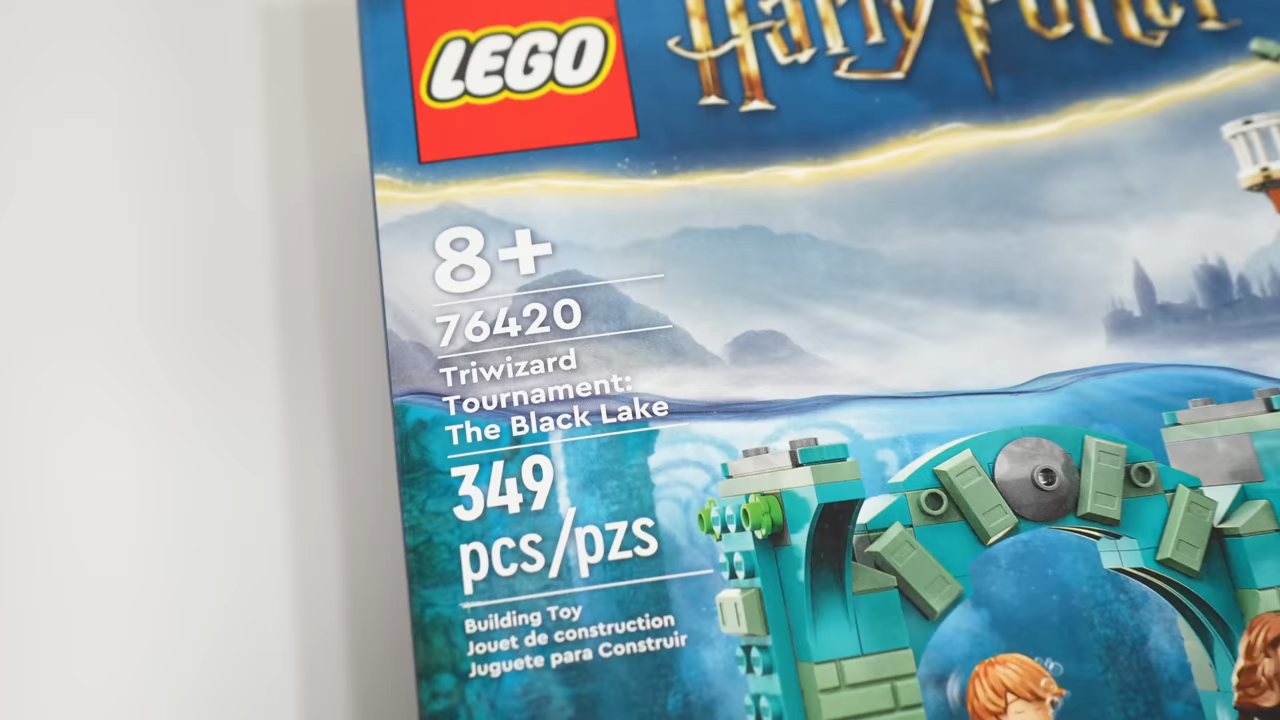 LEGO
Harry Potter
8+
76420
Triwizard
Tournament:
The Black Lake
349
pcs/pzs
Building Toy
Jouet de construction
Juguete para Construir